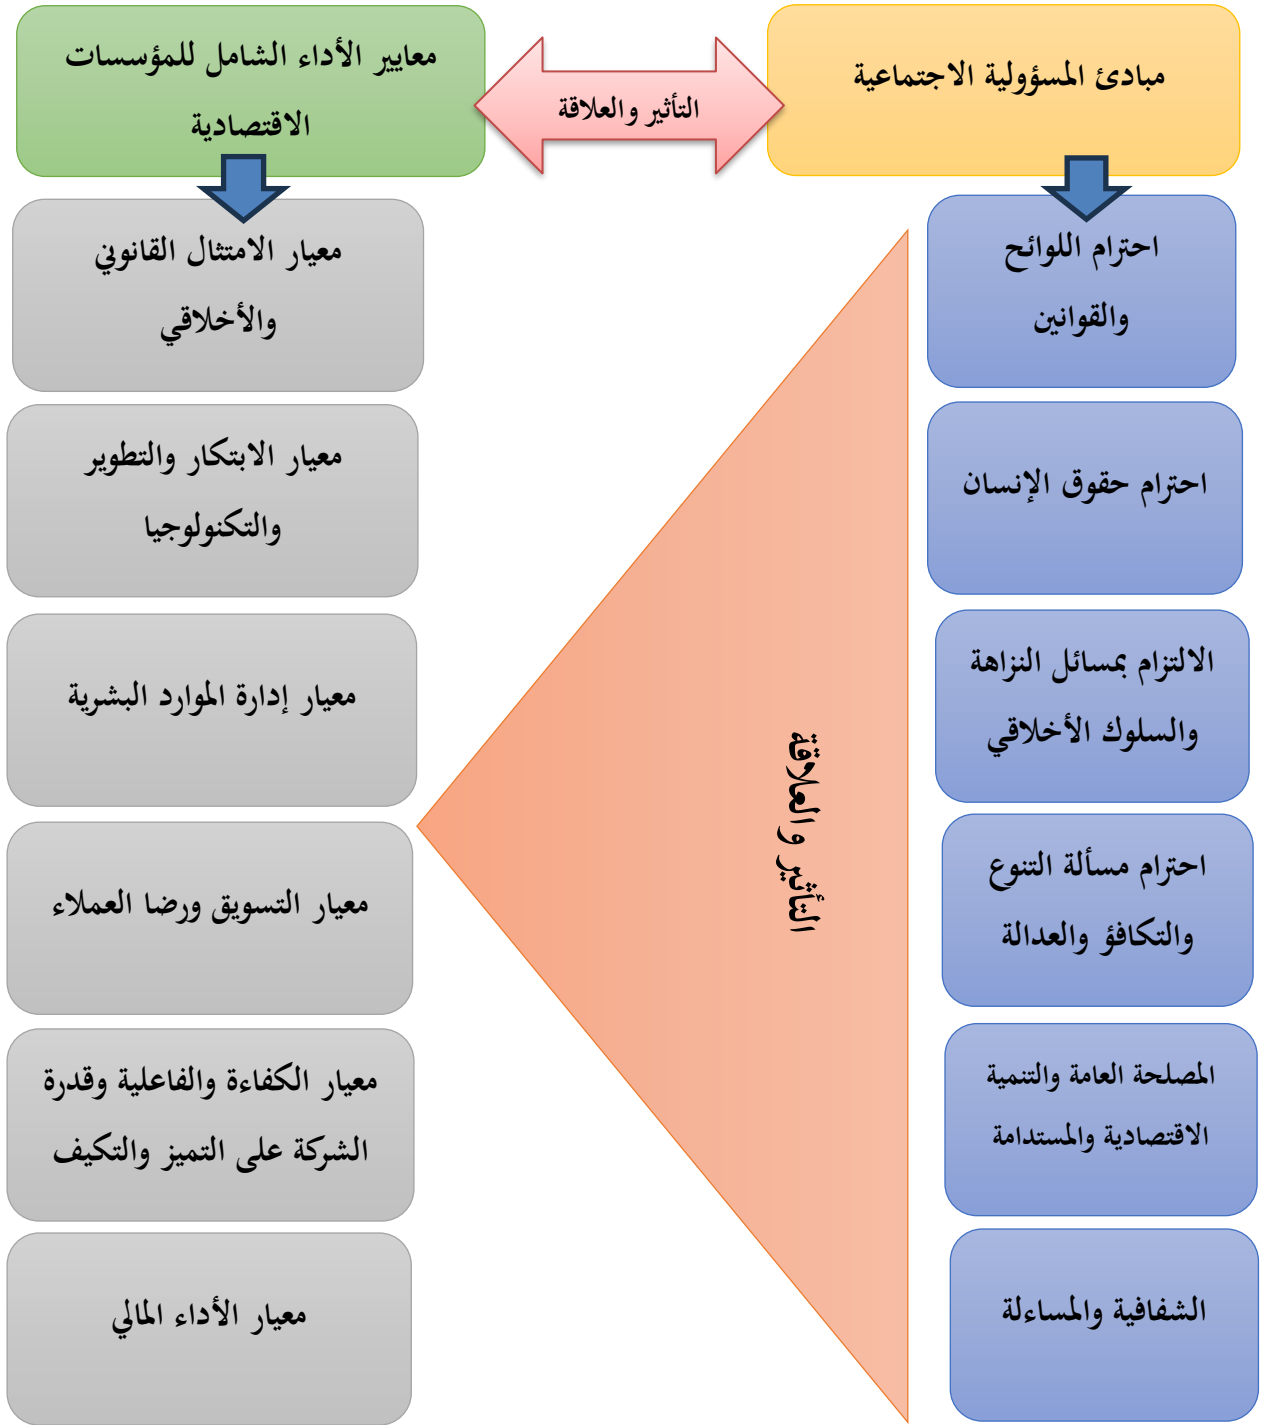 مبادئ المسؤولية الاجتماعية
التأثير والعلاقة
معايير الأداء الشامل للمؤسسات
الاقتصادية
احترام اللوائح
والقوانين
احترام حقوق الإنسان
الالتزام بمسائل النزاهة
والسلوك الأخلاقي
احترام مسألة التنوع
والتكافؤ والعدالة
المصلحة العامة والتنمية
الاقتصادية والمستدامة
الشفافية والمساءلة
التأثير والعلاقة
معيار الامتثال القانوني
والأخلاقي
معيار الابتكار والتطوير
والتكنولوجيا
معيار إدارة الموارد البشرية
معيار التسويق ورضا العملاء
معيار الكفاءة والفاعلية وقدرة
الشركة على التميز والتكيف
معيار الأداء المالي